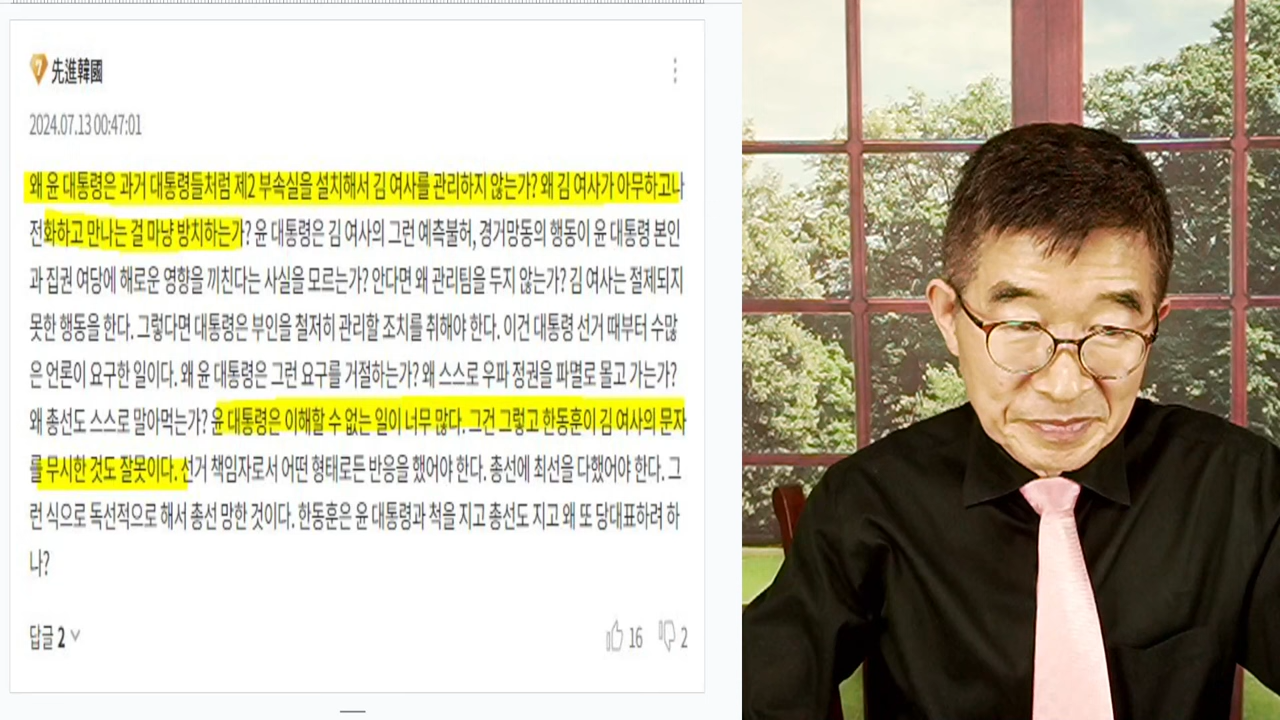 7 先進韓國
2024.07.13 00:47:01
왜 윤 대통령은 과거 대통령들처럼 제2 부속실을 설치해서 김 여사를 관리하지 않는가? 왜 김 여사가 아무하고나
전화하고 만나는 걸 마냥 방치하는가? 윤 대통령은 김 여사의 그런 예측불허, 경거망동의 행동이 윤 대통령 본인
과 집권 여당에 해로운 영향을 끼친다는 사실을 모르는가? 안다면 왜 관리팀을 두지 않는가? 김 여사는 절제되지
못한 행동을 한다. 그렇다면 대통령은 부인을 철저히 관리할 조치를 취해야 한다. 이건 대통령 선거 때부터 수많
은 언론이 요구한 일이다. 왜 윤 대통령은 그런 요구를 거절하는가? 왜 스스로 우파 정권을 파멸로 몰고 가는가?
왜 총선도 스스로 말아먹는가? 윤 대통령은 이해할 수 없는 일이 너무 많다. 그건 그렇고 한동훈이 김 여사의 문자
를 무시한 것도 잘못이다. 선거 책임자로서 어떤 형태로든 반응을 했어야 한다. 총선에 최선을 다했어야 한다. 그
런 식으로 독선적으로 해서 총선 망한 것이다. 한동훈은 윤 대통령과 척을 지고 총선도 지고 왜 또 당대표하려 하
나?
답글 2
16 2